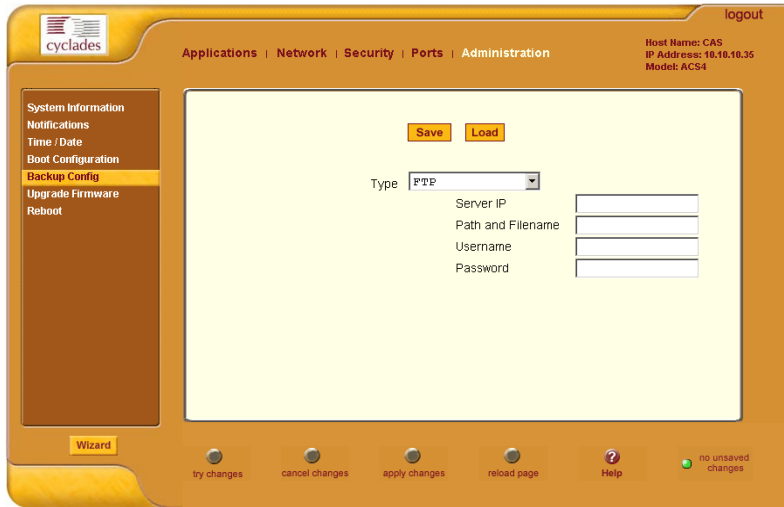 logout
cyclades
Applications | Network | Security | Ports | Administration
Host Name: CAS
IP Address: 10.10.10.35
Model: ACS4
System Information
Notifications
Time / Date
Boot Configuration
Backup Config
Upgrade Firmware
Reboot
Save Load
Type FTP
Server IP
Path and Filename
Username
Password
Wizard
try changes
cancel changes
apply changes
reload page
? Help
no unsaved
changes